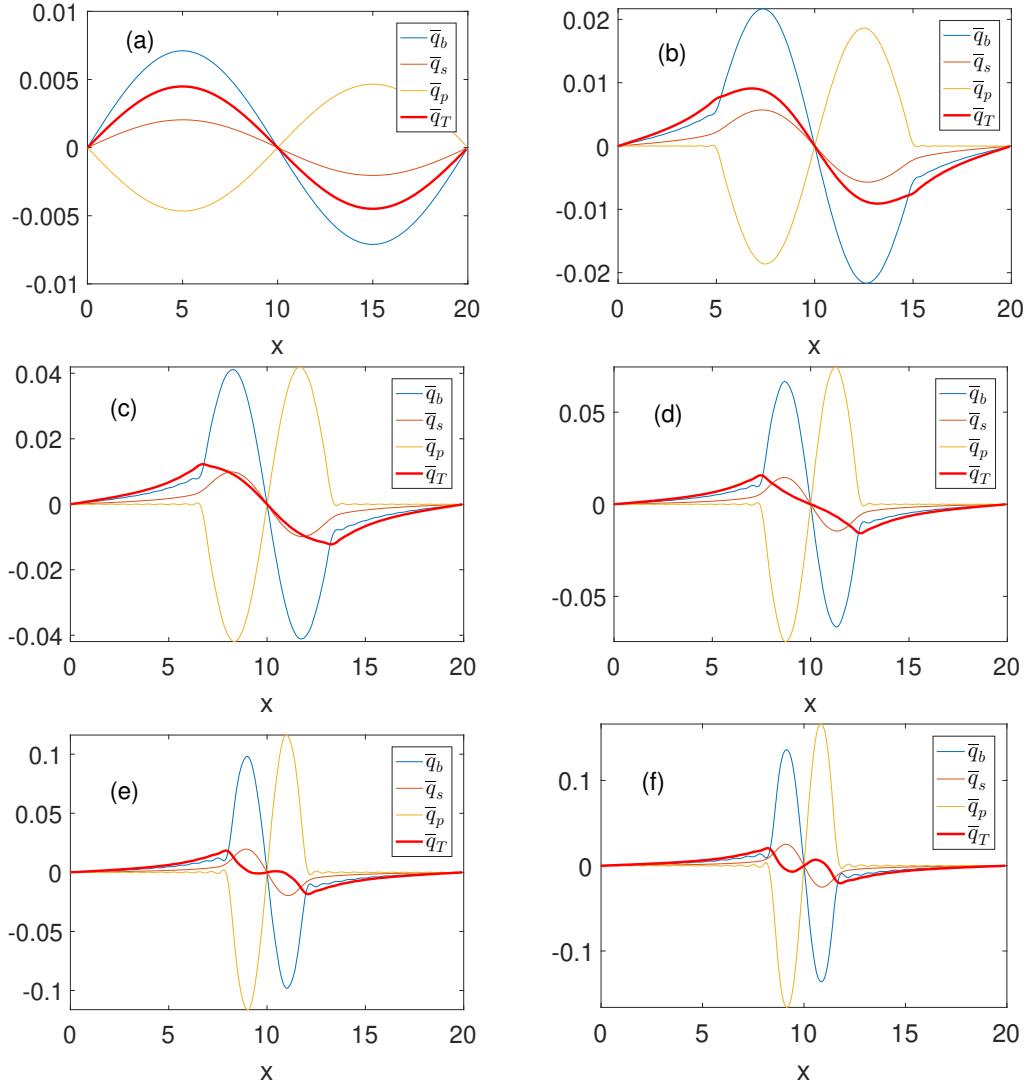 0.01
0.005
0
-0.005
-0.01
0 5 10 15 20
x
(a)
q̅_b
q̅_s
q̅_p
q̅_T
0.02
0.01
0
-0.01
-0.02
0 5 10 15 20
x
(b)
q̅_b
q̅_s
q̅_p
q̅_T
0.04
0.02
0
-0.02
-0.04
0 5 10 15 20
x
(c)
q̅_b
q̅_s
q̅_p
q̅_T
0.05
0
-0.05
0 5 10 15 20
x
(d)
q̅_b
q̅_s
q̅_p
q̅_T
0.1
0.05
0
-0.05
-0.1
0 5 10 15 20
x
(e)
q̅_b
q̅_s
q̅_p
q̅_T
0.1
0
-0.1
0 5 10 15 20
x
(f)
q̅_b
q̅_s
q̅_p
q̅_T